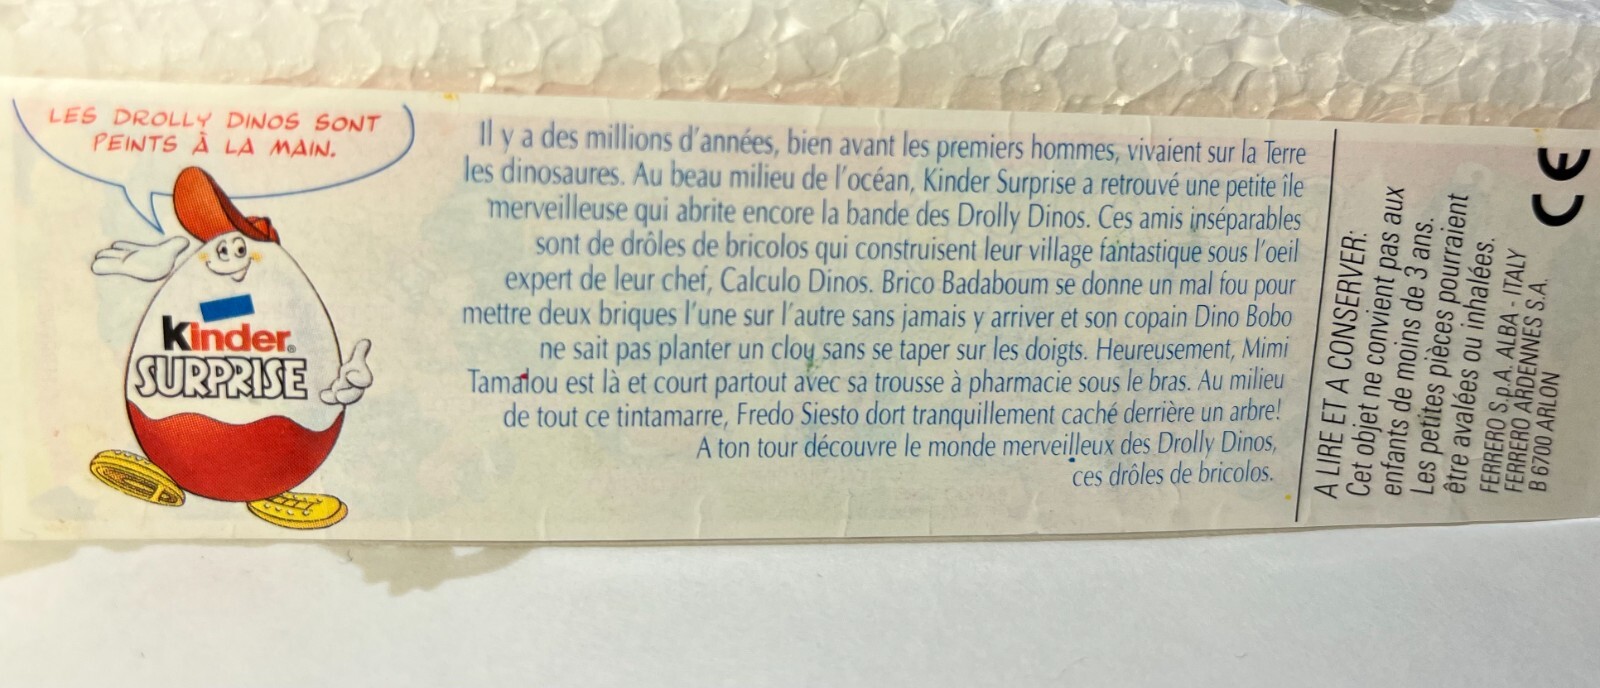 LES DROLLY DINOS SONT
PEINTS À LA MAIN.
Kinder®
SURPRISE
Il y a des millions d'années, bien avant les premiers hommes, vivaient sur la Terre
les dinosaures. Au beau milieu de l'océan, Kinder Surprise a retrouvé une petite île
merveilleuse qui abrite encore la bande des Drolly Dinos. Ces amis inséparables
sont de drôles de bricolos qui construisent leur village fantastique sous l'oeil
expert de leur chef, Calculo Dinos. Brico Badaboum se donne un mal fou pour
mettre deux briques l'une sur l'autre sans jamais y arriver et son copain Dino Bobo
ne sait pas planter un clou sans se taper sur les doigts. Heureusement, Mimi
Tamalou est là et court partout avec sa trousse à pharmacie sous le bras. Au milieu
de tout ce tintamarre, Fredo Siesto dort tranquillement caché derrière un arbre!
A ton tour découvre le monde merveilleux des Drolly Dinos,
ces drôles de bricolos.
A LIRE ET A CONSERVER:
Cet objet ne convient pas aux
enfants de moins de 3 ans.
Les petites pièces pourraient
être avalées ou inhalées.
FERRERO S.p.A. ALBA - ITALY
FERRERO ARDENNES S.A.
B 6700 ARLON
CE